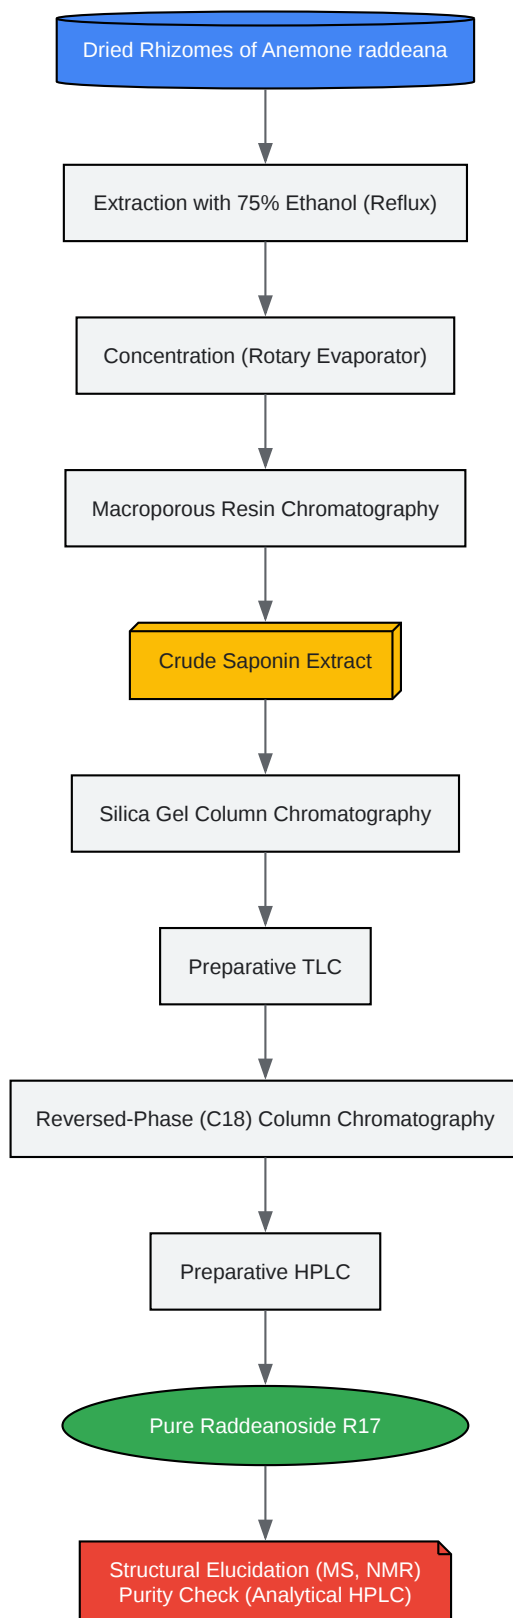 Dried Rhizomes of Anemone raddeana
Extraction with 75% Ethanol (Reflux)
Concentration (Rotary Evaporator)
Macroporous Resin Chromatography
Crude Saponin Extract
Silica Gel Column Chromatography
Preparative TLC
Reversed-Phase (C18) Column Chromatography
Preparative HPLC
Pure Raddeanoside R17
Structural Elucidation (MS, NMR)
Purity Check (Analytical HPLC)